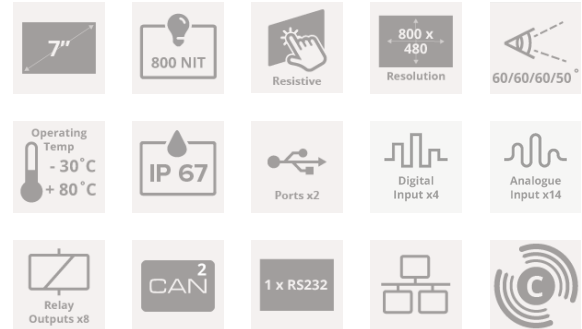 7”
800 NIT
Resistive
800 x
480
Resolution
60/60/60/50°
Operating
Temp
- 30°C
+ 80°C
IP 67
Ports x2
Digital
Input x4
Analogue
Input x14
Relay
Outputs x8
CAN 2
1 x RS232
C